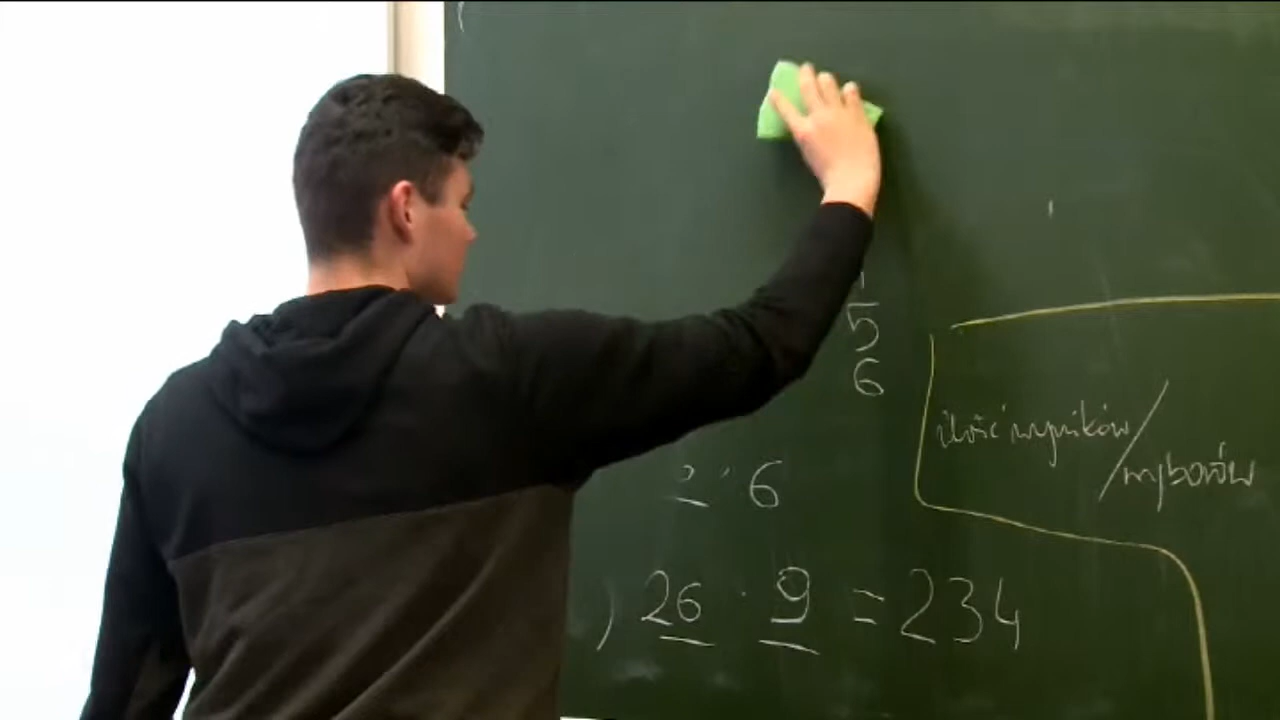 5
6
ilość wyników/
wyborów
2 · 6
) 26 · 9 = 234